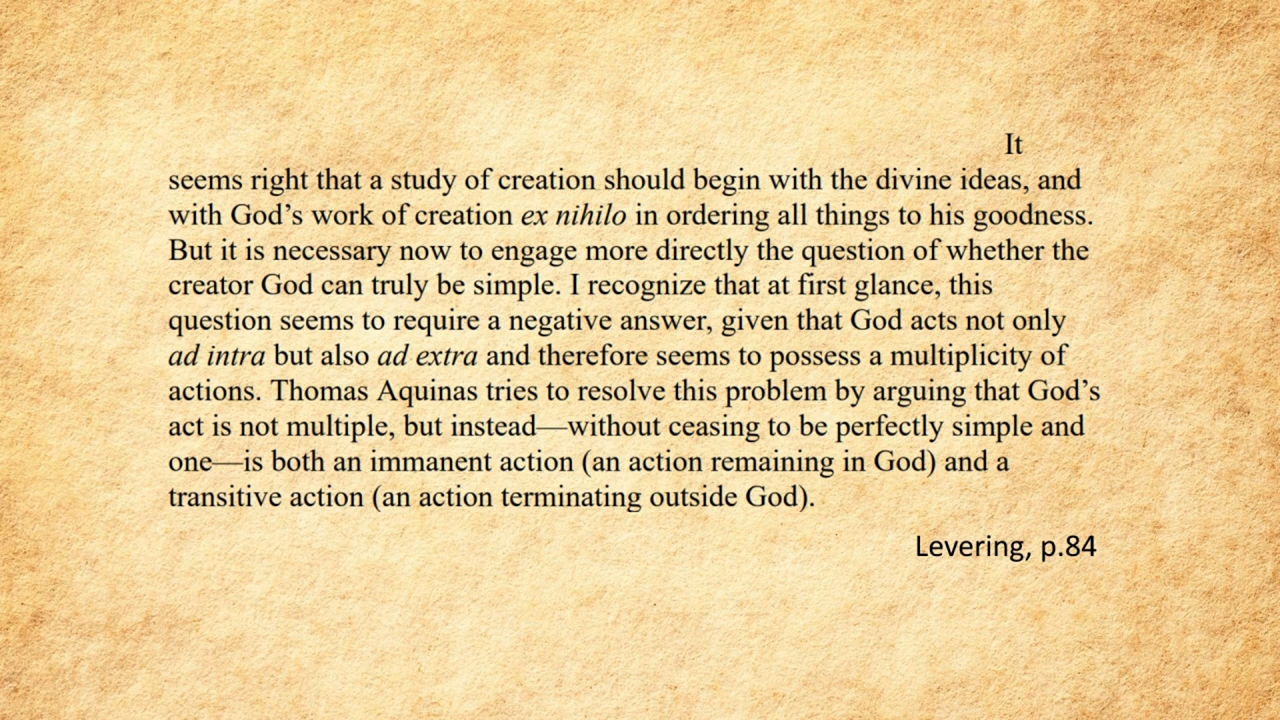 It
seems right that a study of creation should begin with the divine ideas, and
with God’s work of creation ex nihilo in ordering all things to his goodness.
But it is necessary now to engage more directly the question of whether the
creator God can truly be simple. I recognize that at first glance, this
question seems to require a negative answer, given that God acts not only
ad intra but also ad extra and therefore seems to possess a multiplicity of
actions. Thomas Aquinas tries to resolve this problem by arguing that God’s
act is not multiple, but instead—without ceasing to be perfectly simple and
one—is both an immanent action (an action remaining in God) and a
transitive action (an action terminating outside God).
Levering, p.84